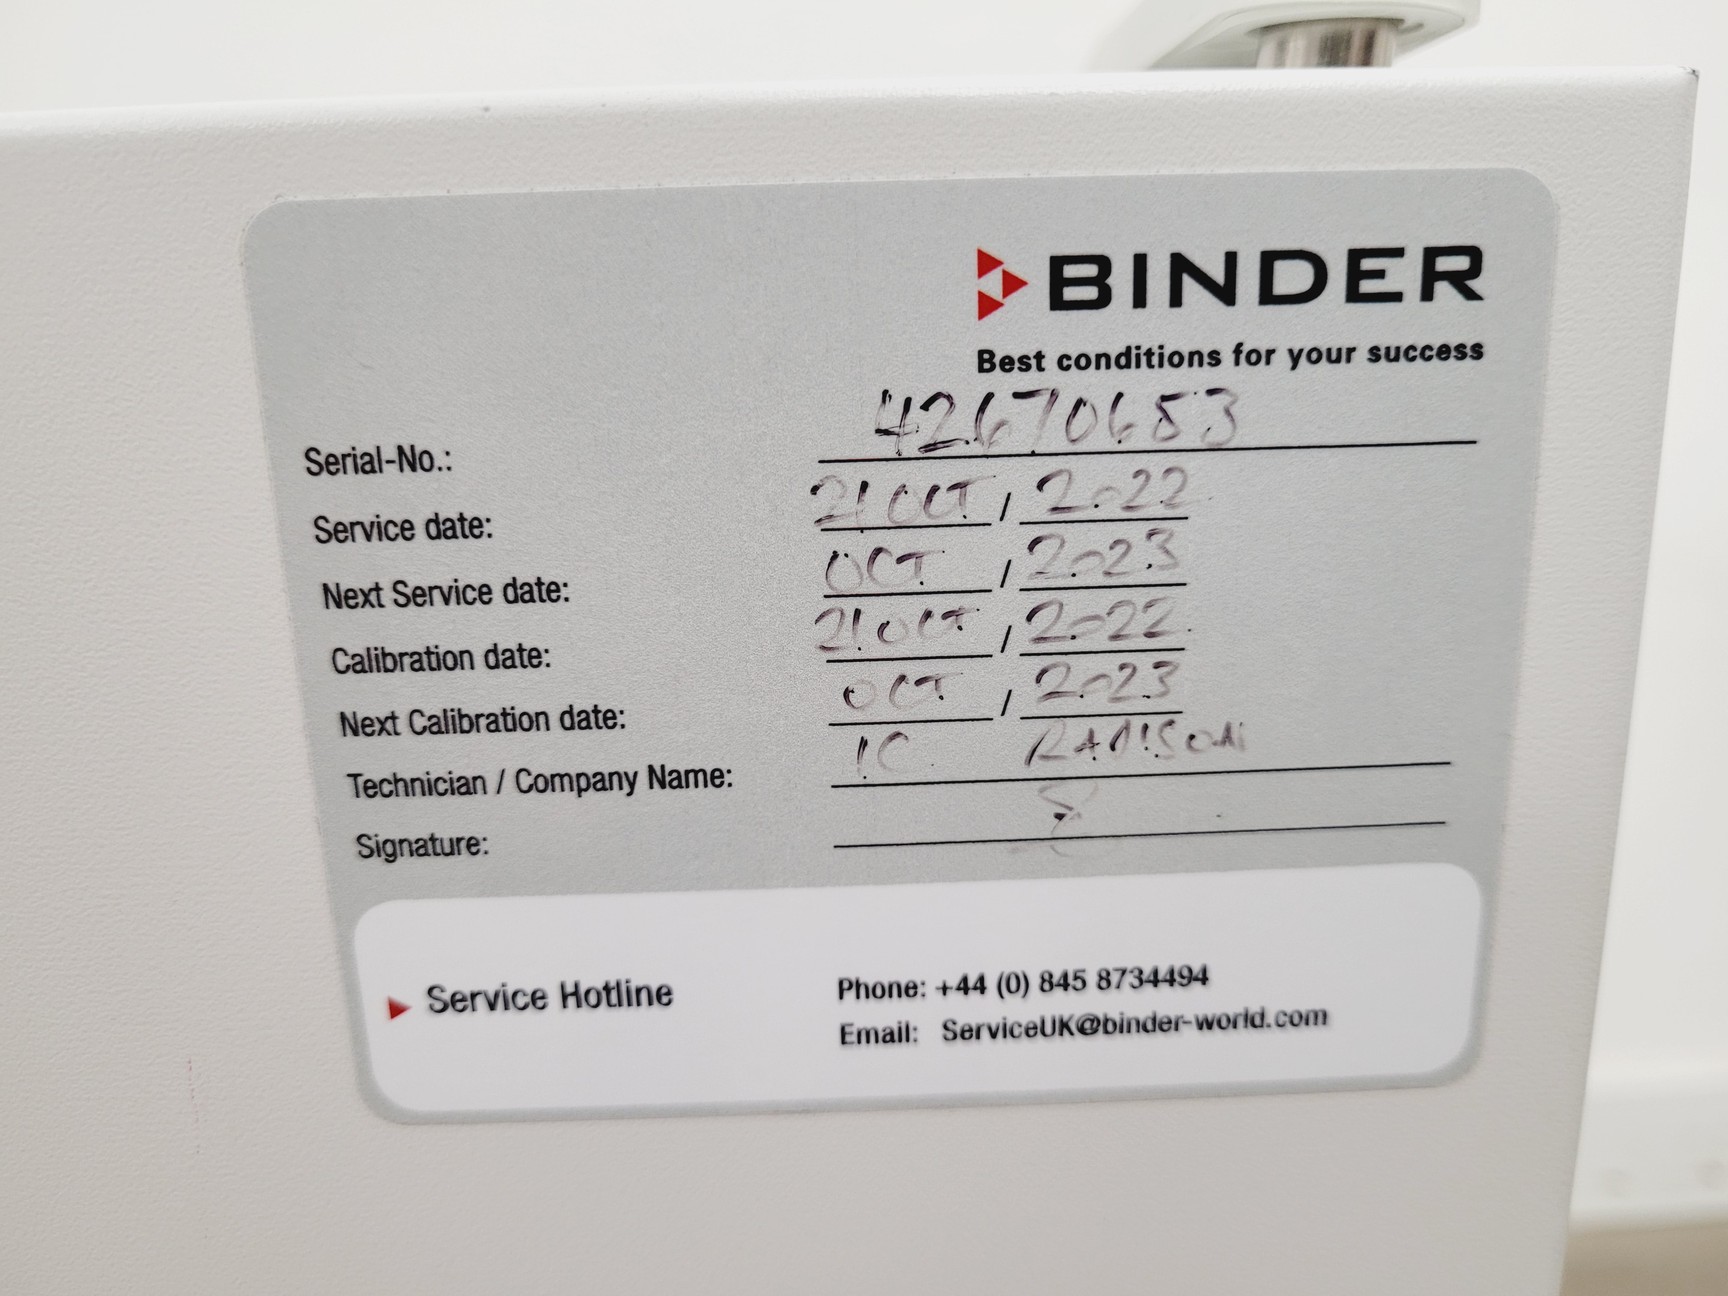 BINDER
Best conditions for your success
Serial-No.: 42670653
Service date: 21 OCT / 2022
Next Service date: OCT / 2023
Calibration date: 21 OCT / 2022
Next Calibration date: OCT / 2023
Technician / Company Name:
Signature:
Service Hotline
Phone: +44 (0) 845 8734494
Email: ServiceUK@binder-world.com